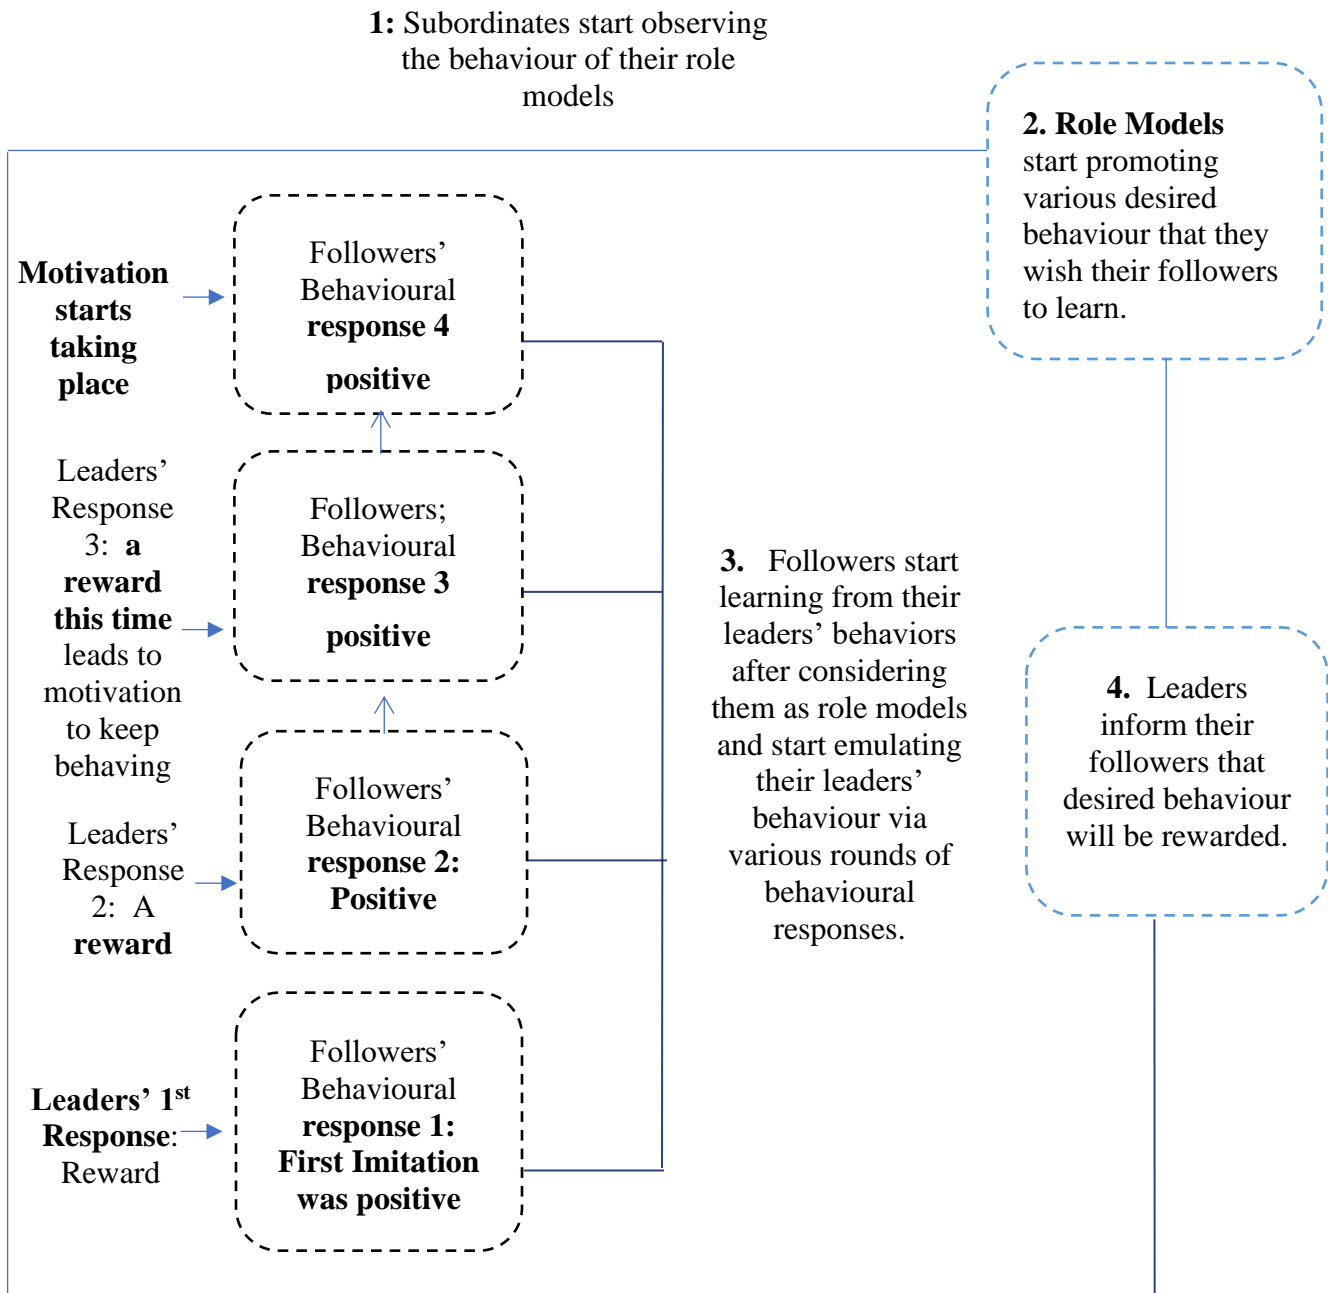 1: Subordinates start observing
the behaviour of their role
models
2. Role Models
start promoting
various desired
behaviour that they
wish their followers
to learn.
Motivation
starts
taking
place
Followers’
Behavioural
response 4
positive
Leaders’
Response
3: a
reward
this time
leads to
motivation
to keep
behaving
Followers;
Behavioural
response 3
positive
3. Followers start
learning from their
leaders’ behaviors
after considering
them as role models
and start emulating
their leaders’
behaviour via
various rounds of
behavioural
responses.
4. Leaders
inform their
followers that
desired behaviour
will be rewarded.
Leaders’
Response
2: A
reward
Followers’
Behavioural
response 2:
Positive
Leaders’ 1st
Response:
Reward
Followers’
Behavioural
response 1:
First Imitation
was positive